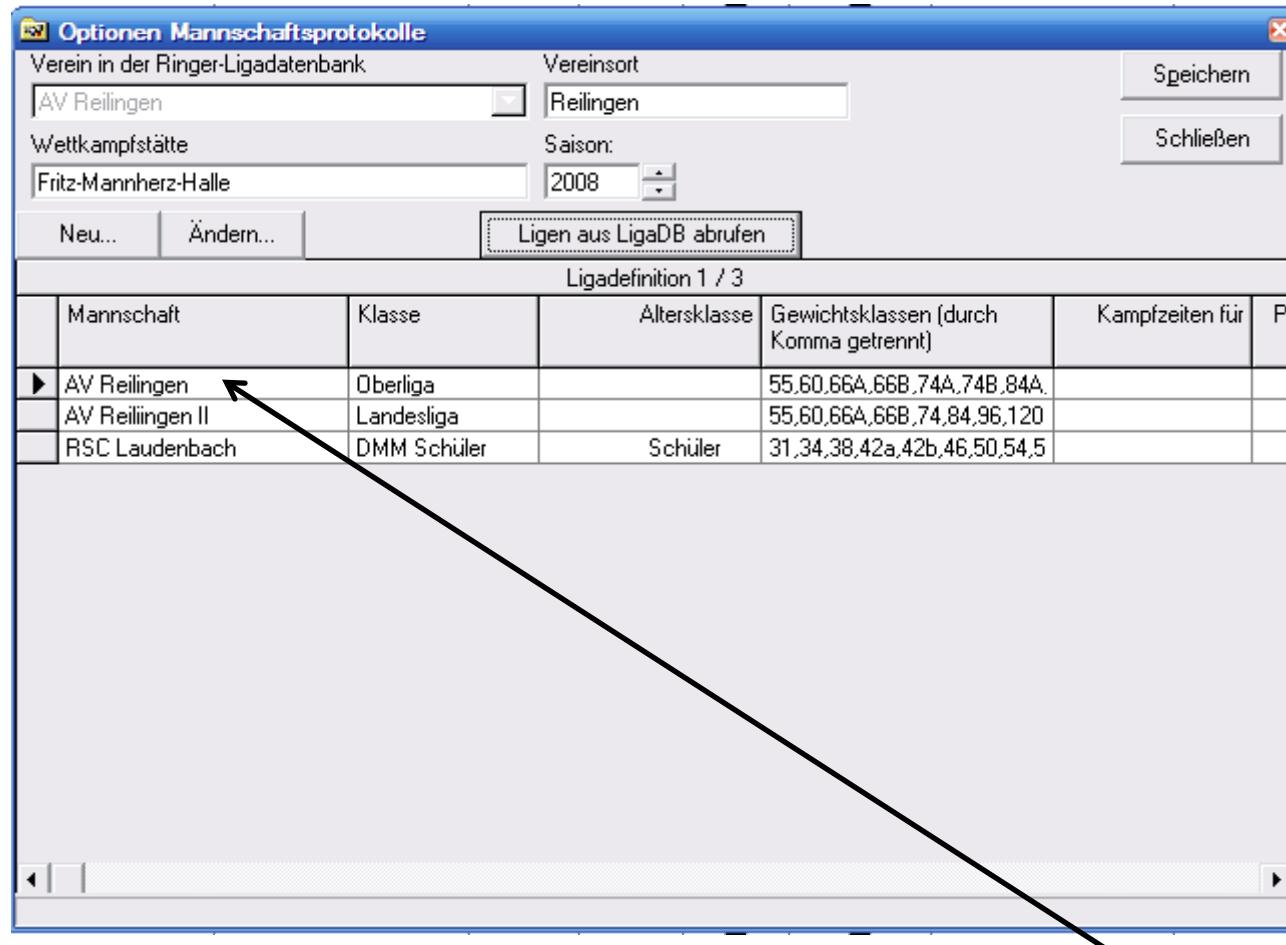 Optionen Mannschaftsprotokolle
Verein in der Ringer-Ligadatenbank Vereinsort Speichern
AV Reilingen Reilingen
Wettkampfstätte Saison: Schließen
Fritz-Mannherz-Halle 2008
Neu... Ändern... Ligen aus LigaDB abrufen
Ligadefinition 1 / 3
Mannschaft Klasse Altersklasse Gewichtsklassen (durch Kampfzeiten für P
Komma getrennt)
AV Reilingen Oberliga 55,60,66A,66B,74A,74B,84A,
AV Reiliingen II Landesliga 55,60,66A,66B,74,84,96,120
RSC Laudenbach DMM Schüler Schüler 31,34,38,42a,42b,46,50,54,5